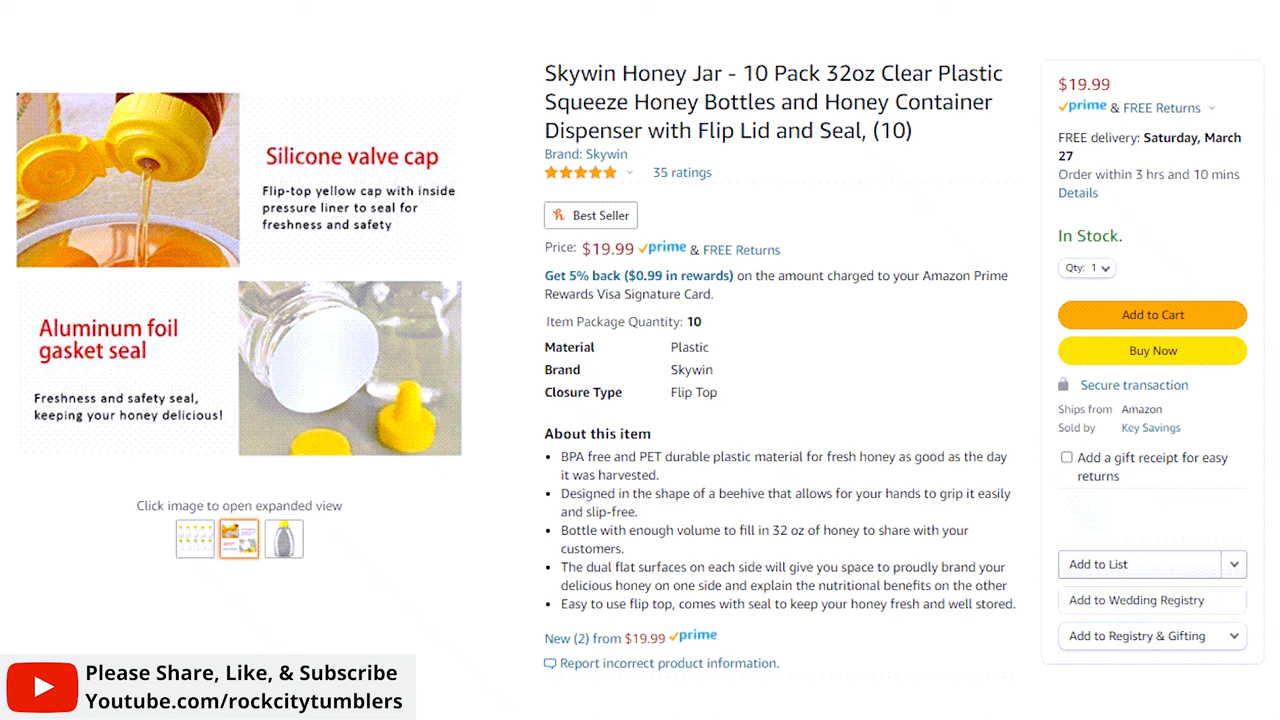 Silicone valve cap
Flip-top yellow cap with inside
pressure liner to seal for
freshness and safety
Aluminum foil
gasket seal
Freshness and safety seal,
keeping your honey delicious!
Click image to open expanded view
Skywin Honey Jar - 10 Pack 32oz Clear Plastic
Squeeze Honey Bottles and Honey Container
Dispenser with Flip Lid and Seal, (10)
Brand: Skywin
35 ratings
Best Seller
Price: $19.99 prime & FREE Returns
Get 5% back ($0.99 in rewards) on the amount charged to your Amazon Prime
Rewards Visa Signature Card.
Item Package Quantity: 10
Material Plastic
Brand Skywin
Closure Type Flip Top
About this item
• BPA free and PET durable plastic material for fresh honey as good as the day
it was harvested.
• Designed in the shape of a beehive that allows for your hands to grip it easily
and slip-free.
• Bottle with enough volume to fill in 32 oz of honey to share with your
customers.
• The dual flat surfaces on each side will give you space to proudly brand your
delicious honey on one side and explain the nutritional benefits on the other
• Easy to use flip top, comes with seal to keep your honey fresh and well stored.
New (2) from $19.99 prime
Report incorrect product information.
$19.99
prime & FREE Returns
FREE delivery: Saturday, March
27
Order within 3 hrs and 10 mins
Details
In Stock.
Qty: 1
Add to Cart
Buy Now
Secure transaction
Ships from Amazon
Sold by Key Savings
Add a gift receipt for easy
returns
Add to List
Add to Wedding Registry
Add to Registry & Gifting
Please Share, Like, & Subscribe
Youtube.com/rockcitytumblers